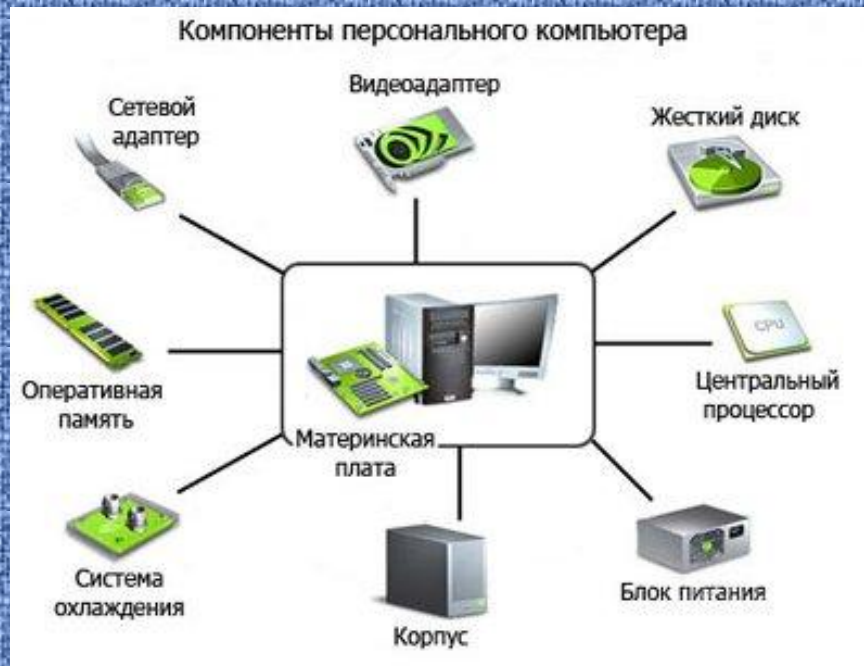 Компоненты персонального компьютера
Видеоадаптер
Сетевой
адаптер
Жесткий диск
CPU
Оперативная
память
Центральный
процессор
Материнская
плата
Система
охлаждения
Корпус
Блок питания